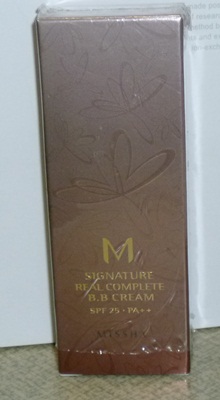 M
SIGNATURE
REAL COMPLETE
B.B CREAM
SPF 25 · PA++
MISSHA